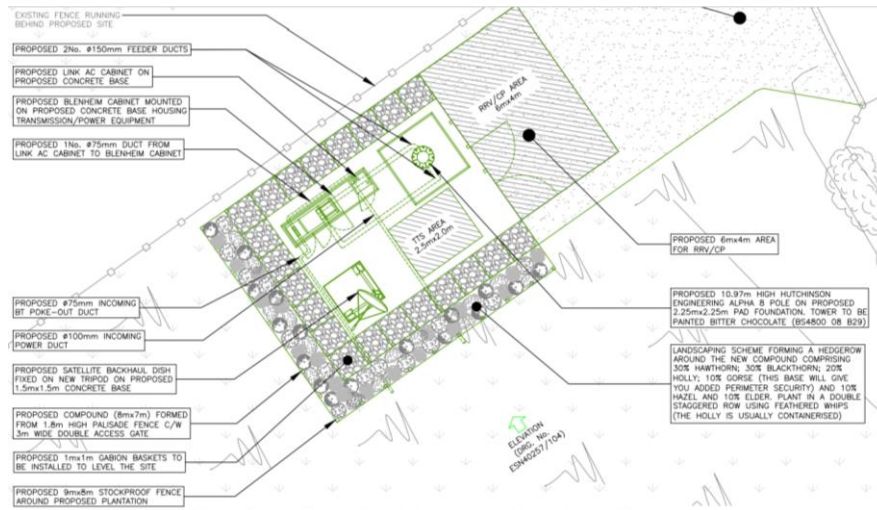 EXISTING FENCE RUNNING
BEHIND PROPOSED SITE
PROPOSED 2No. ø150mm FEEDER DUCTS
PROPOSED LINK AC CABINET ON
PROPOSED CONCRETE BASE
PROPOSED BLENHEIM CABINET MOUNTED
ON PROPOSED CONCRETE BASE HOUSING
TRANSMISSION/POWER EQUIPMENT
PROPOSED 1No. ø75mm DUCT FROM
LINK AC CABINET TO BLENHEIM CABINET
RRV/CP AREA
6mx4m
TTS AREA
2.5mx2.0m
PROPOSED ø75mm INCOMING
BT POKE-OUT DUCT
PROPOSED ø100mm INCOMING
POWER DUCT
PROPOSED SATELLITE BACKHAUL DISH
FIXED ON NEW TRIPOD ON PROPOSED
1.5mx1.5m CONCRETE BASE
PROPOSED COMPOUND (8mx7m) FORMED
FROM 1.8m HIGH PALISADE FENCE C/W
3m WIDE DOUBLE ACCESS GATE
PROPOSED 1mx1m GABION BASKETS TO
BE INSTALLED TO LEVEL THE SITE
PROPOSED 9mx8m STOCKPROOF FENCE
AROUND PROPOSED PLANTATION
PROPOSED 6mx4m AREA
FOR RRV/CP
PROPOSED 10.97m HIGH HUTCHINSON
ENGINEERING ALPHA 8 POLE ON PROPOSED
2.25mx2.25m PAD FOUNDATION. TOWER TO BE
PAINTED BITTER CHOCOLATE (BS4800 08 B29)
LANDSCAPING SCHEME FORMING A HEDGEROW
AROUND THE NEW COMPOUND COMPRISING
30% HAWTHORN; 30% BLACKTHORN; 20%
HOLLY; 10% GORSE (THIS BASE WILL GIVE
YOU ADDED PERIMETER SECURITY) AND 10%
HAZEL AND 10% ELDER. PLANT IN A DOUBLE
STAGGERED ROW USING FEATHERED WHIPS
(THE HOLLY IS USUALLY CONTAINERISED)
ELEVATION
(DRG. No.
ESN40257/104)